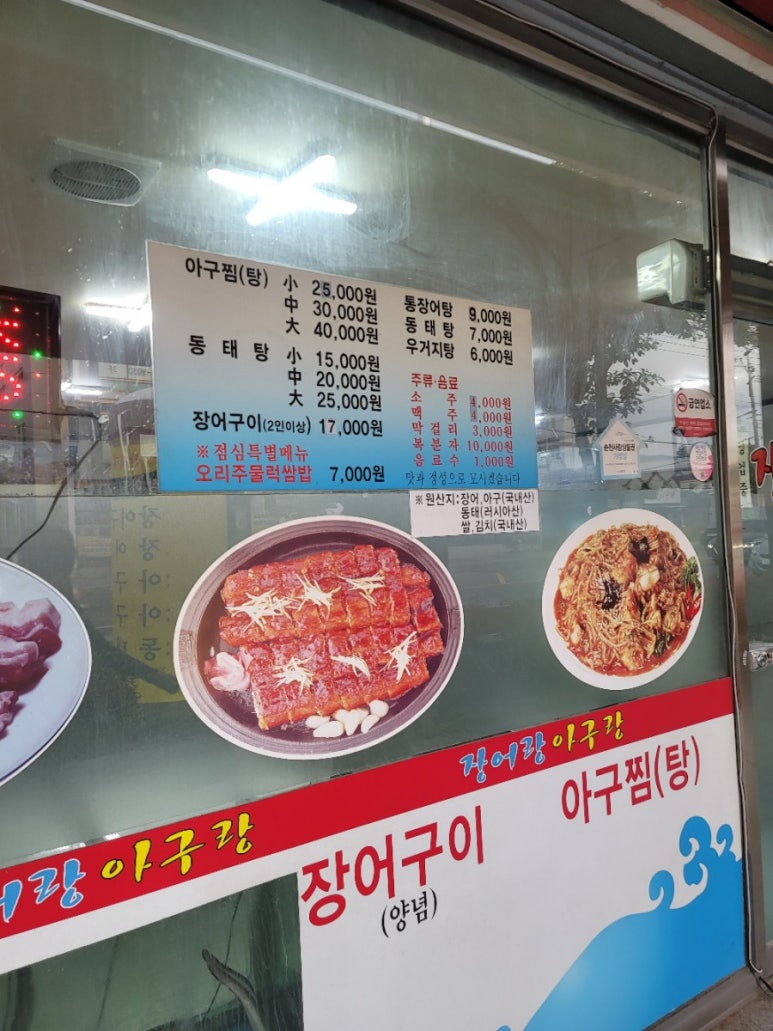 아구찜(탕) 小 25,000원
中 30,000원
大 40,000원
동태탕 小 15,000원
中 20,000원
大 25,000원
장어구이(2인이상) 17,000원
※점심특별메뉴
오리주물럭쌈밥 7,000원
통장어탕 9,000원
동태탕 7,000원
우거지탕 6,000원
주류·음료
소주 4,000원
맥주 4,000원
막걸리 3,000원
복분자 10,000원
음료수 1,000원
맛과 정성으로 모시겠습니다
※원산지:장어,아구(국내산)
동태(러시아산)
쌀,김치(국내산)
금연업소
순천사랑상품권
장어랑아구랑
어랑아구랑
장어구이
(양념)
아구찜(탕)